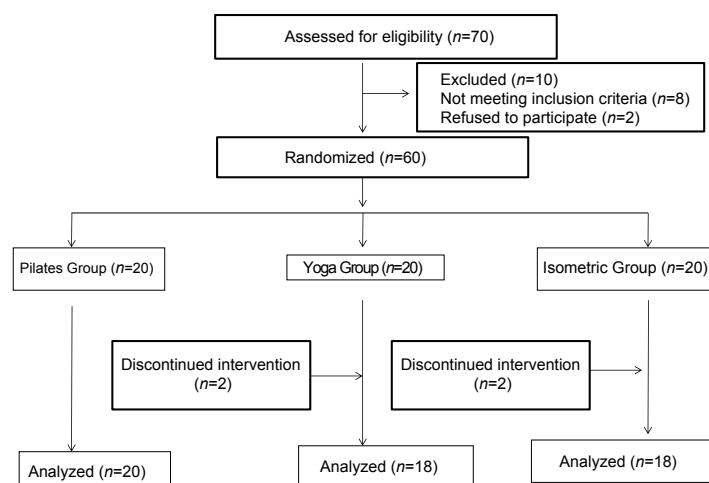 Assessed for eligibility (n=70)
Excluded (n=10)
Not meeting inclusion criteria (n=8)
Refused to participate (n=2)
Randomized (n=60)
Pilates Group (n=20)
Yoga Group (n=20)
Isometric Group (n=20)
Discontinued intervention
(n=2)
Discontinued intervention
(n=2)
Analyzed (n=20)
Analyzed (n=18)
Analyzed (n=18)